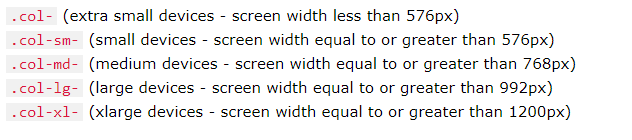 .col- (extra small devices - screen width less than 576px)
.col-sm- (small devices - screen width equal to or greater than 576px)
.col-md- (medium devices - screen width equal to or greater than 768px)
.col-lg- (large devices - screen width equal to or greater than 992px)
.col-xl- (xlarge devices - screen width equal to or greater than 1200px)